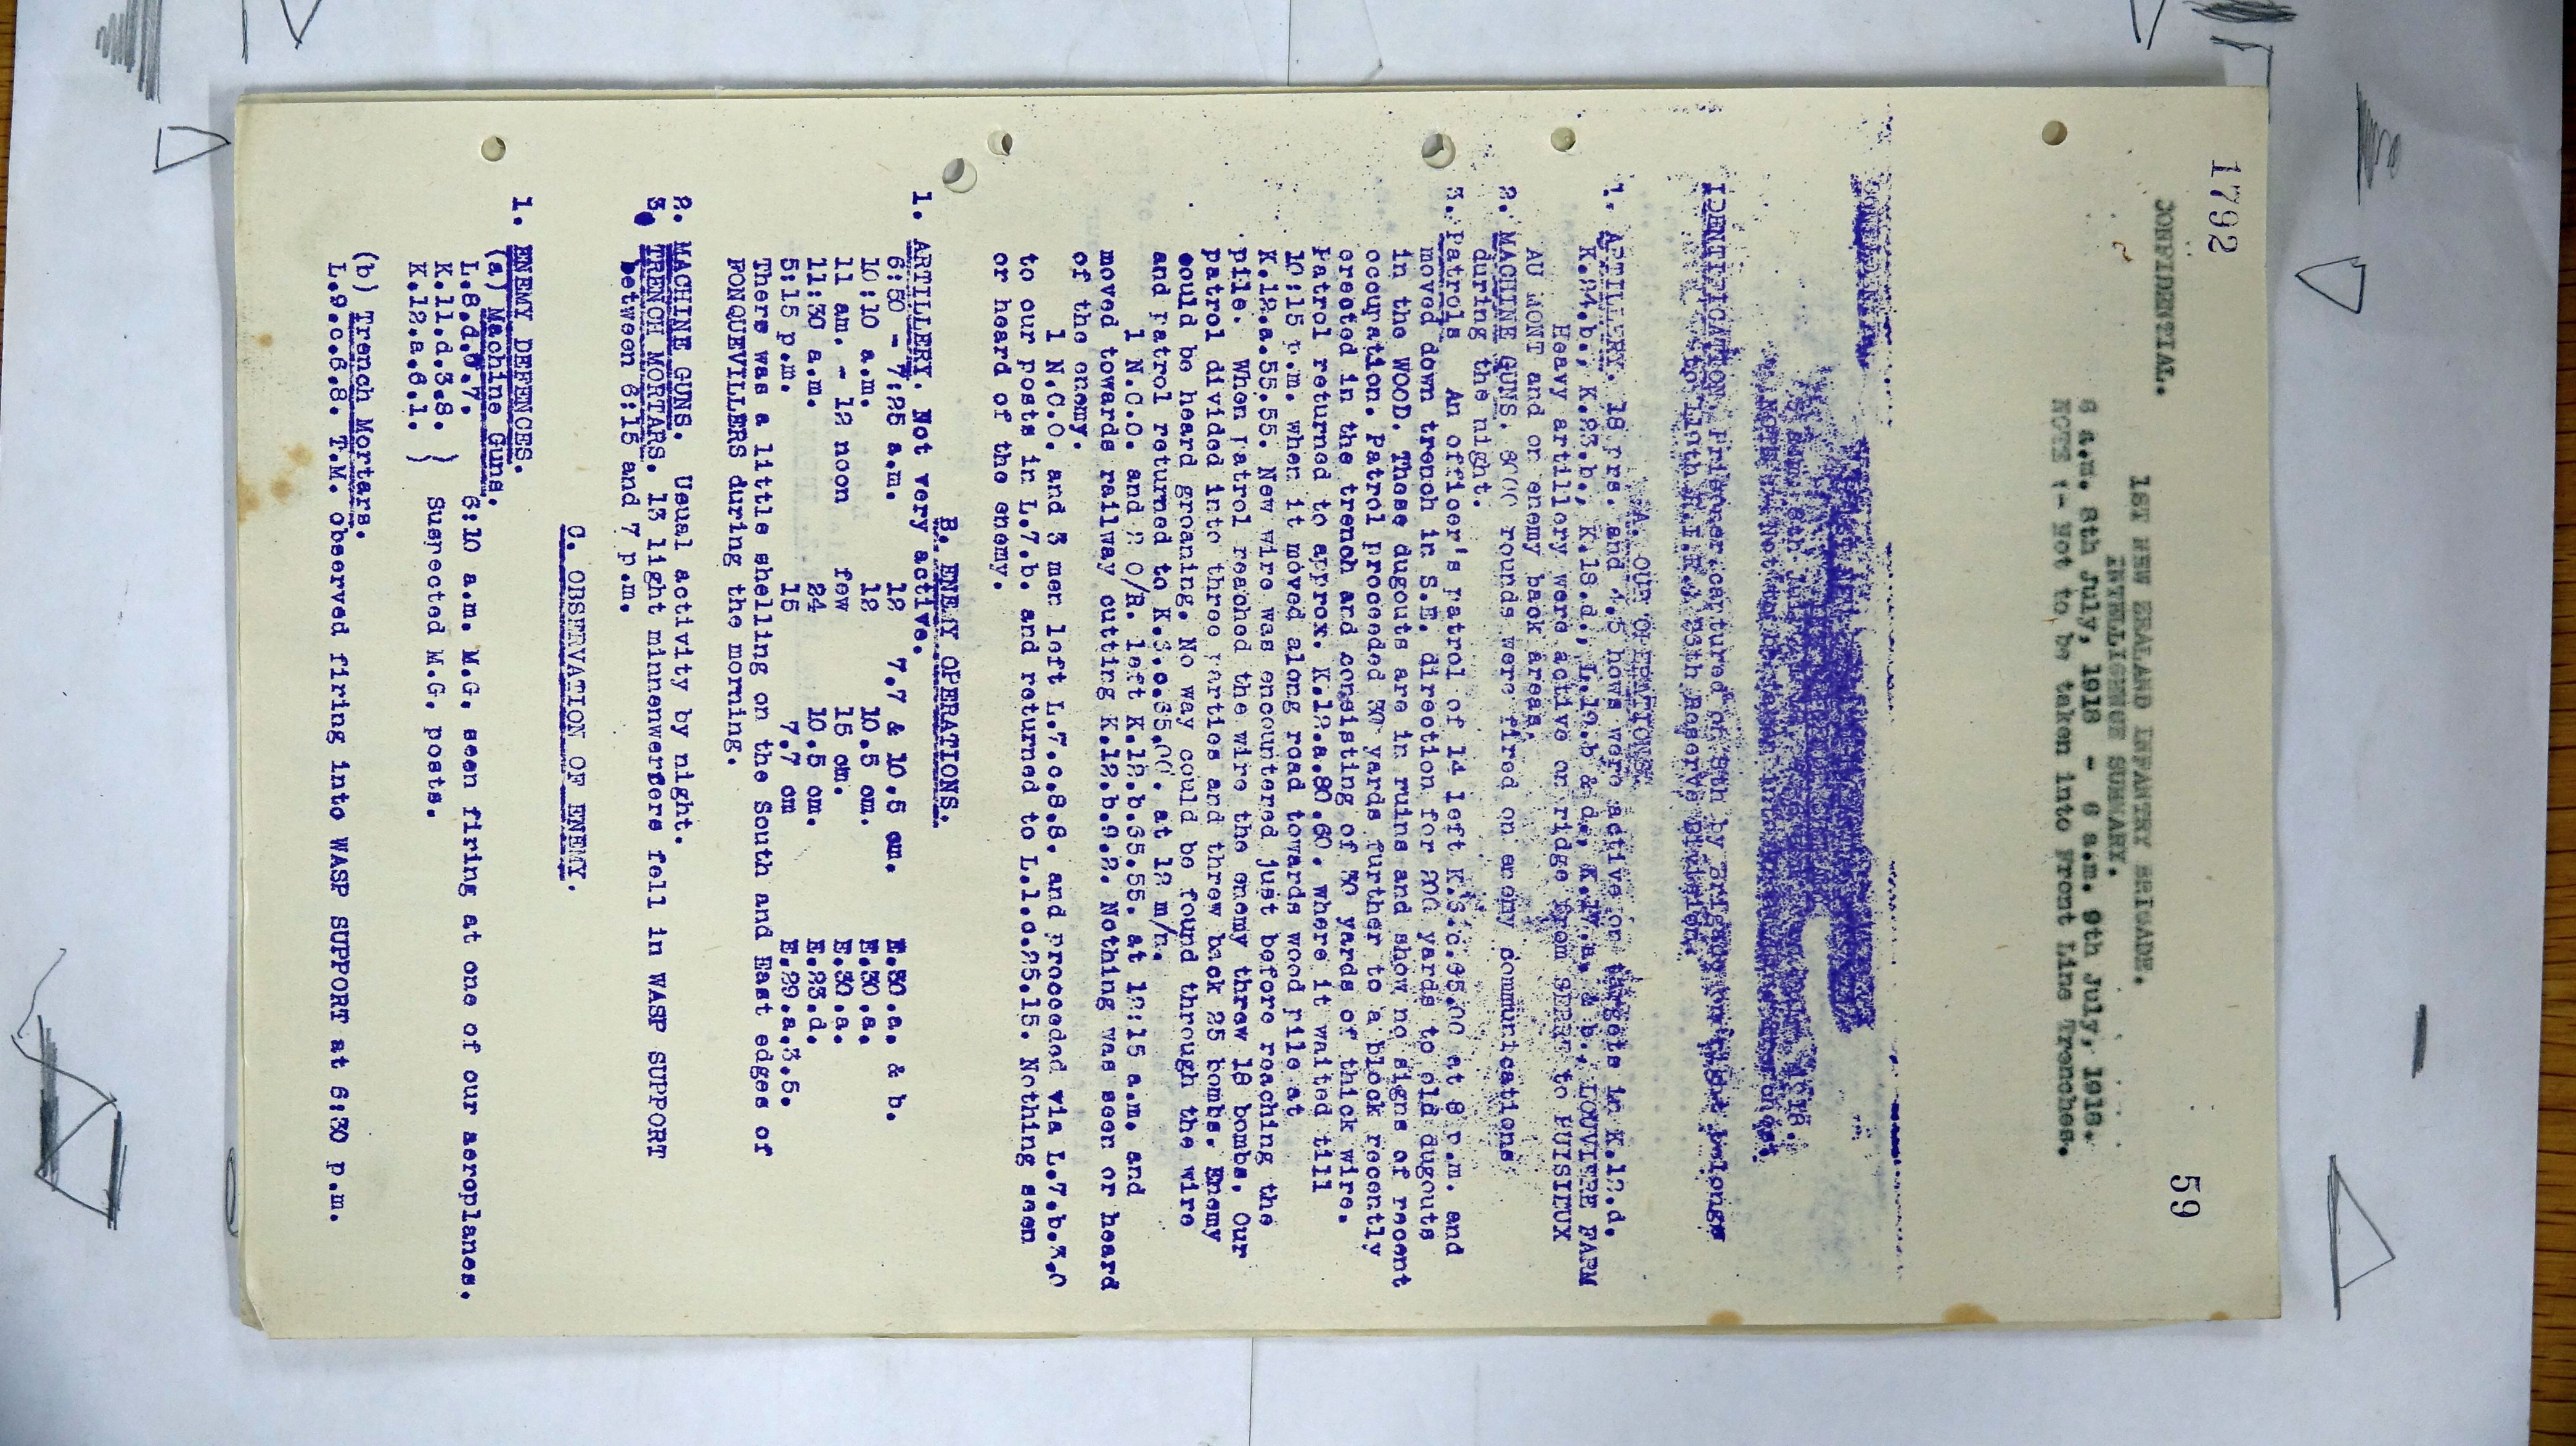 1792
59
CONFIDENTIAL.
1ST NEW ZEALAND INFANTRY BRIGADE.
INTELLIGENCE SUMMARY.
6 a.m. 8th July, 1918 - 6 a.m. 9th July, 1918.
NOTE :- Not to be taken into Front Line Trenches.
IDENTIFICATION. Prisoner captured on 8th by Brigade on right belongs
to 10th R.I.R. 28th Reserve Division.
A. OUR OPERATIONS.
1. ARTILLERY. 18 prs. and 4.5 hows were active on targets in K.12.d.
K.24.b., K.23.b., K.18.d., L.19.b & d., K.17.a. & b., LOUVIERE FARM
Heavy artillery were active on ridge from SERRE to PUISIEUX
AU MONT and on enemy back areas.
2. MACHINE GUNS. 8000 rounds were fired on enemy communications
during the night.
3. Patrols An officer's patrol of 14 left at 8 p.m. and
moved down trench in S.E. direction for 200 yards to old dugouts
in the WOOD. These dugouts are in ruins and show no signs of recent
occupation. Patrol proceeded 30 yards further to a block recently
erected in the trench and consisting of 30 yards of thick wire.
Patrol returned to approx. K.12.a.80.60. where it waited till
10:15 p.m. when it moved along road towards wood pile at
K.12.a.55.55. New wire was encountered just before reaching the
pile. When patrol reached the wire the enemy threw 18 bombs. Our
patrol divided into three parties and threw back 25 bombs. Enemy
could be heard groaning. No way could be found through the wire
and patrol returned to K.6.c.35.00. at 12 m/n.
1 N.C.O. and 2 O/R. left K.12.b.35.55. at 12:15 a.m. and
moved towards railway cutting K.12.b.9.2. Nothing was seen or heard
of the enemy.
1 N.C.O. and 3 men left L.7.c.8.8. and proceeded via L.7.b.3.0
to our posts in L.7.b. and returned to L.1.c.25.15. Nothing seen
or heard of the enemy.
B. ENEMY OPERATIONS.
1. ARTILLERY. Not very active.
6:50 - 7:25 a.m. 12 7.7 & 10.5 cm. E.30.a. & b.
10:10 a.m. 12 10.5 cm. E.30.a.
11 am. - 12 noon few 15 cm. E.30.a.
11:30 a.m. 24 10.5 cm. E.23.d.
5:15 p.m. 15 7.7 cm E.29.a.3.5.
There was a little shelling on the South and East edges of
FONQUEVILLERS during the morning.
2. MACHINE GUNS. Usual activity by night.
3. TRENCH MORTARS. 13 light minnenwerfers fell in WASP SUPPORT
between 6:15 and 7 p.m.
C. OBSERVATION OF ENEMY.
1. ENEMY DEFENCES.
(a) Machine Guns.
L.8.d.0.7. 6:10 a.m. M.G. seen firing at one of our aeroplanes.
K.11.d.3.8. )
K.12.a.6.1. ) Suspected M.G. posts.
(b) Trench Mortars.
L.9.c.6.8. T.M. observed firing into WASP SUPPORT at 6:30 p.m.